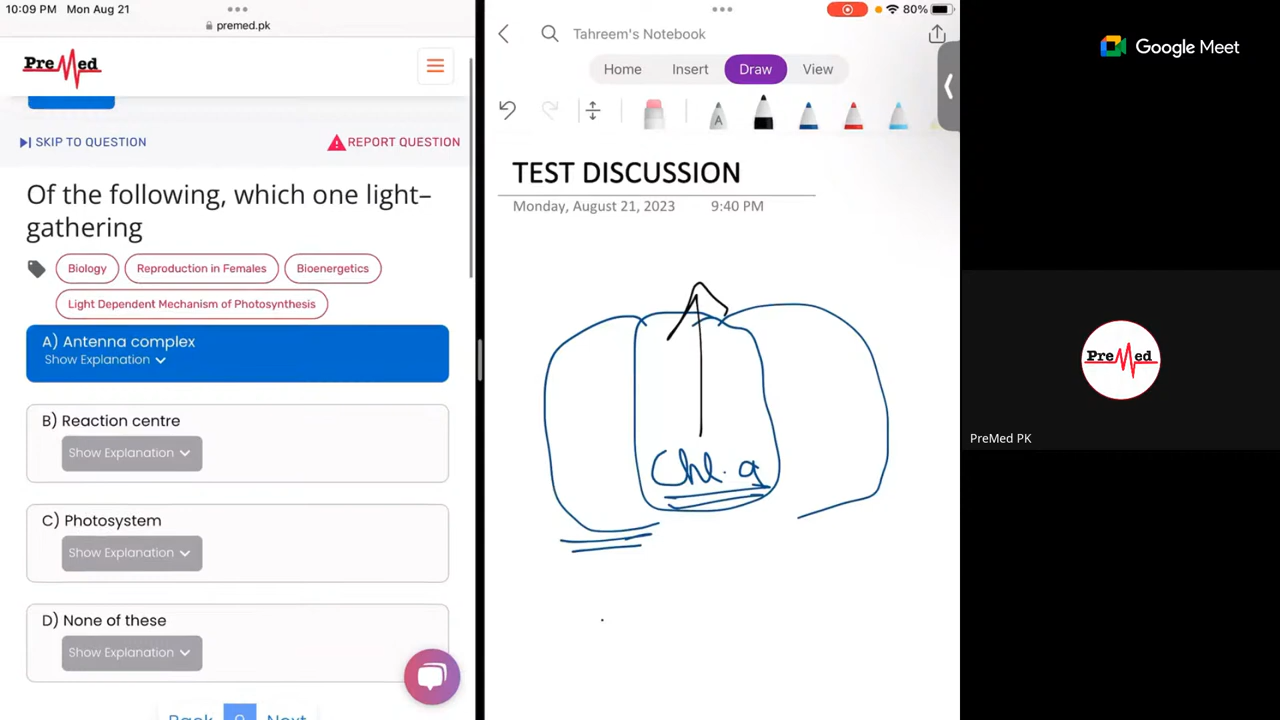 10:09 PM Mon Aug 21
premed.pk
PreMed
SKIP TO QUESTION
REPORT QUESTION
Of the following, which one light–
gathering
Biology
Reproduction in Females
Bioenergetics
Light Dependent Mechanism of Photosynthesis
A) Antenna complex
Show Explanation
B) Reaction centre
Show Explanation
C) Photosystem
Show Explanation
D) None of these
Show Explanation
Back
Next
80%
Tahreem's Notebook
Home
Insert
Draw
View
A
TEST DISCUSSION
Monday, August 21, 2023
9:40 PM
Chl. a
Google Meet
PreMed
PreMed PK